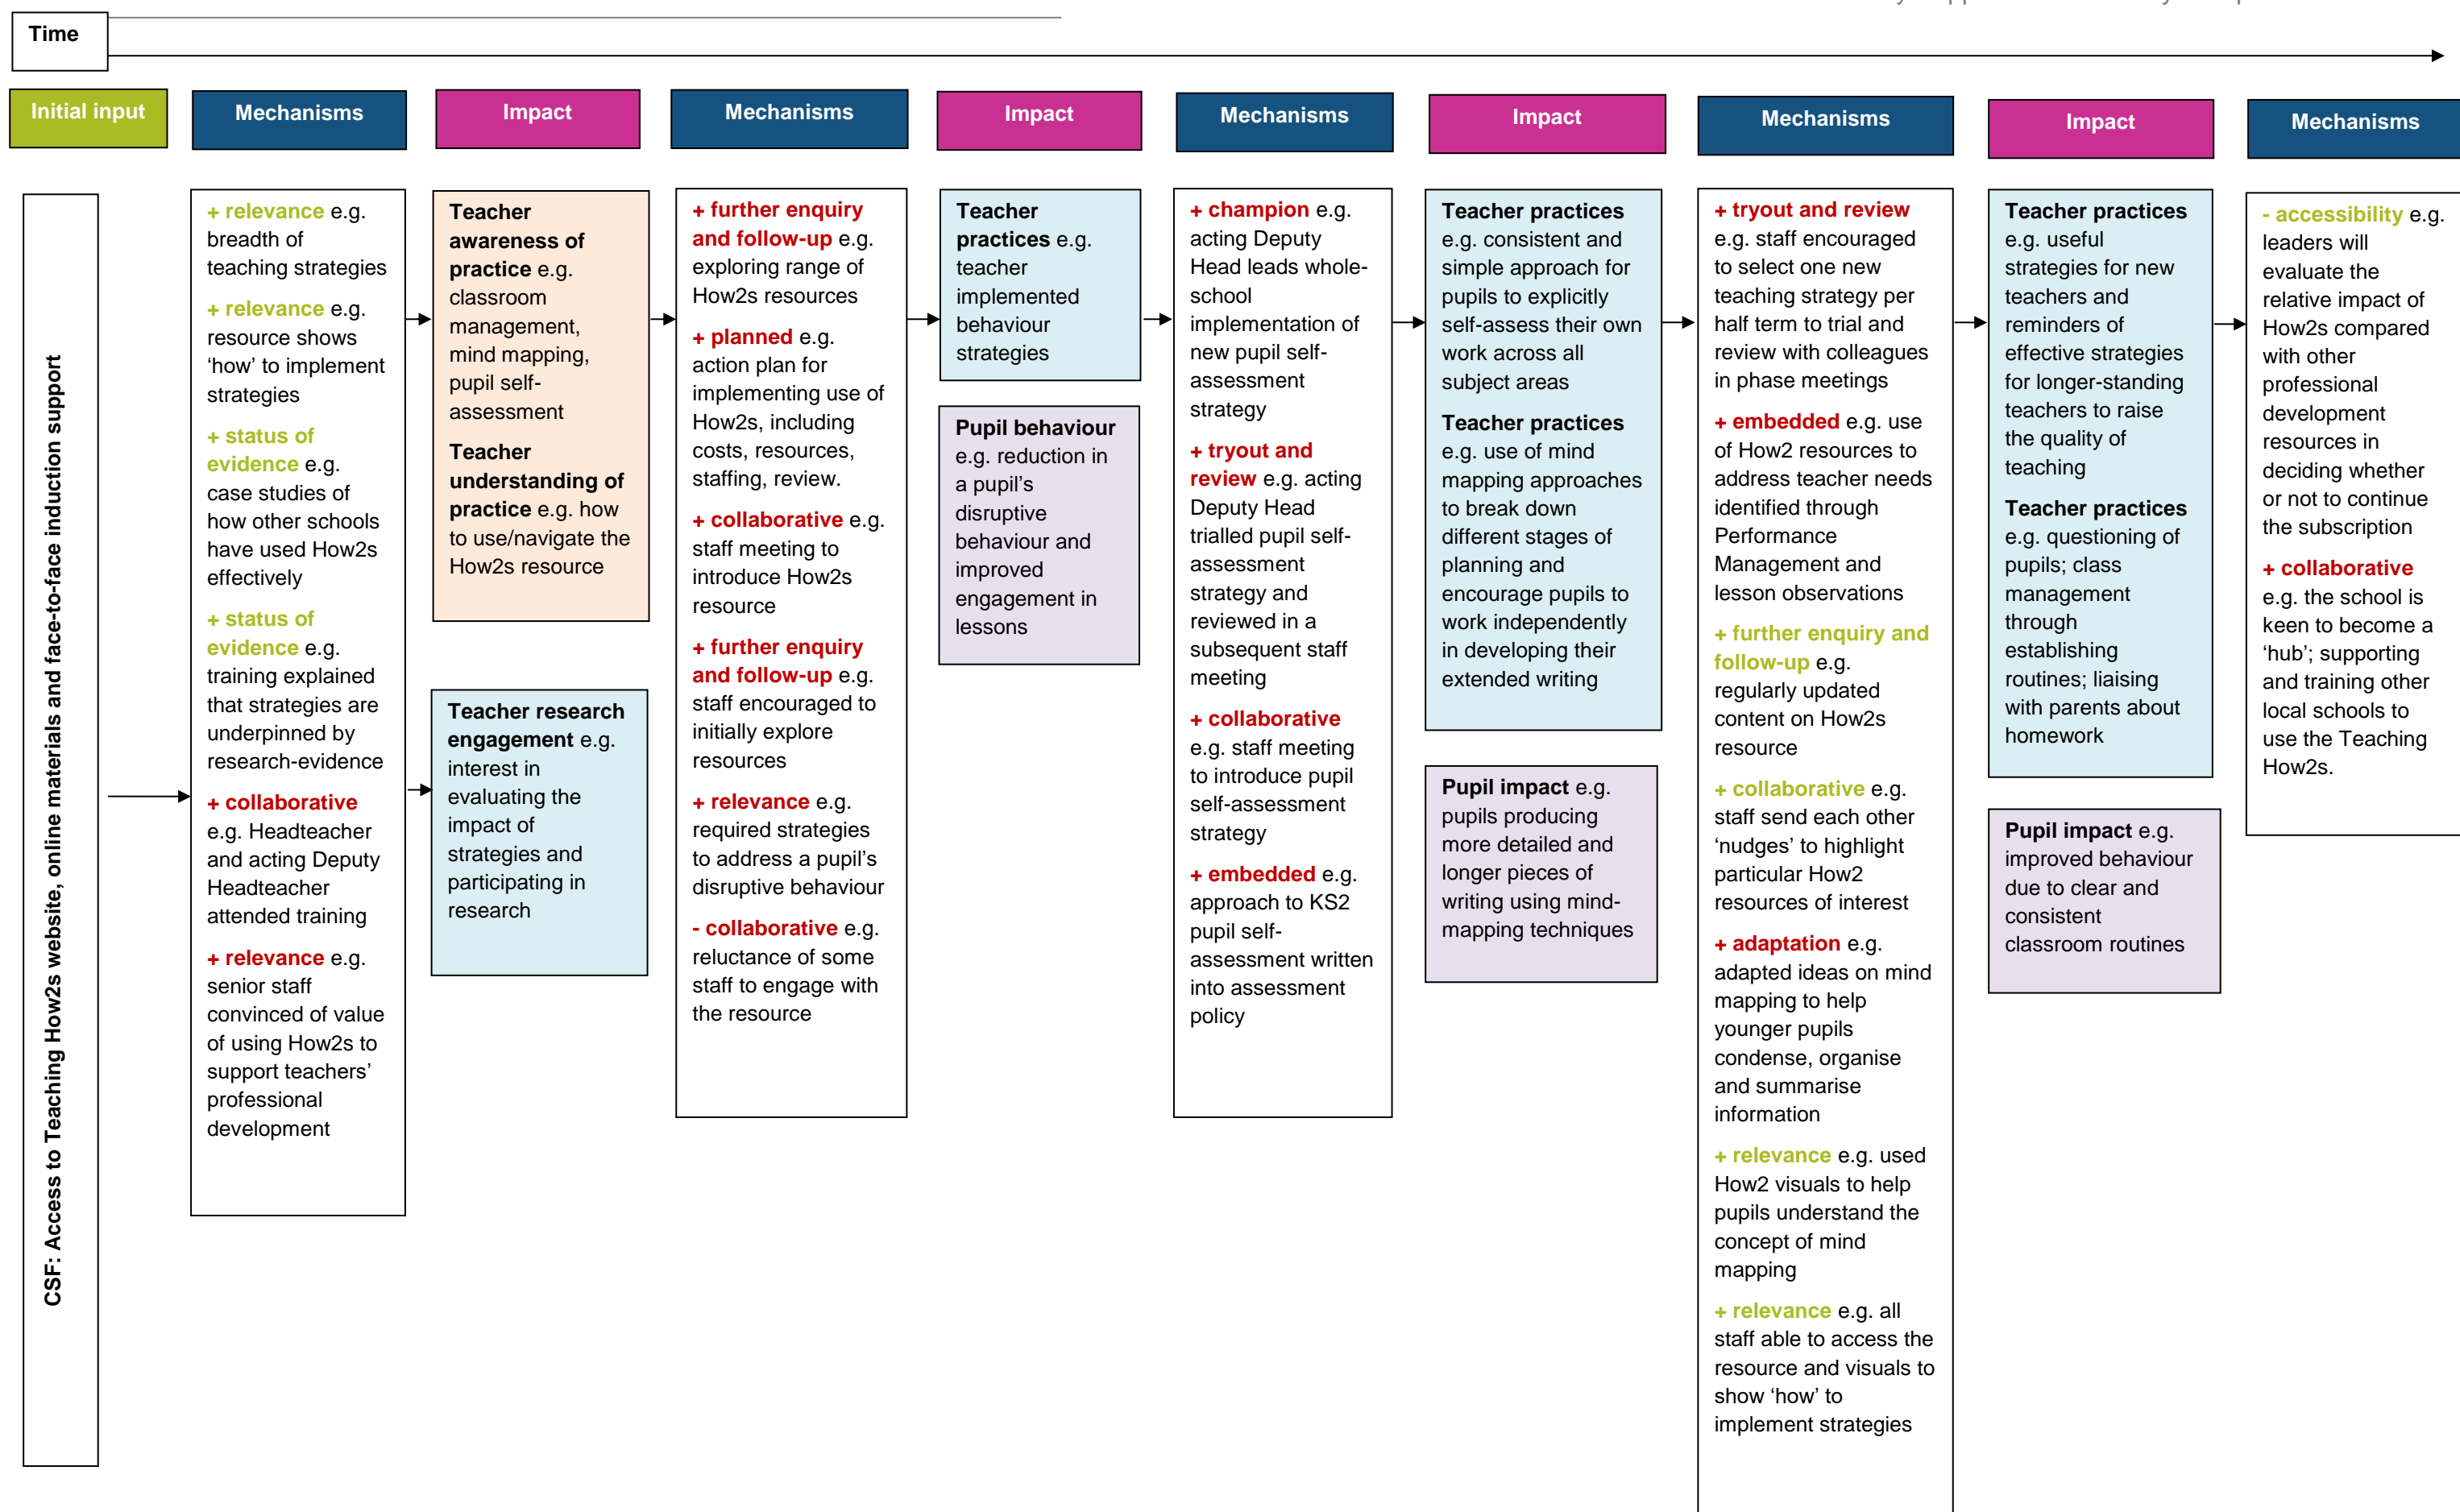 Time
Initial input
Mechanisms
Impact
Mechanisms
Impact
Mechanisms
Impact
Mechanisms
Impact
Mechanisms
CSF: Access to Teaching How2s website, online materials and face-to-face induction support
+ relevance e.g.
breadth of
teaching strategies
+ relevance e.g.
resource shows
‘how’ to implement
strategies
+ status of
evidence e.g.
case studies of
how other schools
have used How2s
effectively
+ status of
evidence e.g.
training explained
that strategies are
underpinned by
research-evidence
+ collaborative
e.g. Headteacher
and acting Deputy
Headteacher
attended training
+ relevance e.g.
senior staff
convinced of value
of using How2s to
support teachers’
professional
development
Teacher
awareness of
practice e.g.
classroom
management,
mind mapping,
pupil self-
assessment
Teacher
understanding of
practice e.g. how
to use/navigate the
How2s resource
Teacher research
engagement e.g.
interest in
evaluating the
impact of
strategies and
participating in
research
+ further enquiry
and follow-up e.g.
exploring range of
How2s resources
+ planned e.g.
action plan for
implementing use of
How2s, including
costs, resources,
staffing, review.
+ collaborative e.g.
staff meeting to
introduce How2s
resource
+ further enquiry
and follow-up e.g.
staff encouraged to
initially explore
resources
+ relevance e.g.
required strategies
to address a pupil’s
disruptive behaviour
- collaborative e.g.
reluctance of some
staff to engage with
the resource
Teacher
practices e.g.
teacher
implemented
behaviour
strategies
Pupil behaviour
e.g. reduction in
a pupil’s
disruptive
behaviour and
improved
engagement in
lessons
+ champion e.g.
acting Deputy
Head leads whole-
school
implementation of
new pupil self-
assessment
strategy
+ tryout and
review e.g. acting
Deputy Head
trialled pupil self-
assessment
strategy and
reviewed in a
subsequent staff
meeting
+ collaborative
e.g. staff meeting
to introduce pupil
self-assessment
strategy
+ embedded e.g.
approach to KS2
pupil self-
assessment written
into assessment
policy
Teacher practices
e.g. consistent and
simple approach for
pupils to explicitly
self-assess their own
work across all
subject areas
Teacher practices
e.g. use of mind
mapping approaches
to break down
different stages of
planning and
encourage pupils to
work independently
in developing their
extended writing
Pupil impact e.g.
pupils producing
more detailed and
longer pieces of
writing using mind-
mapping techniques
+ tryout and review
e.g. staff encouraged
to select one new
teaching strategy per
half term to trial and
review with colleagues
in phase meetings
+ embedded e.g. use
of How2 resources to
address teacher needs
identified through
Performance
Management and
lesson observations
+ further enquiry and
follow-up e.g.
regularly updated
content on How2s
resource
+ collaborative e.g.
staff send each other
‘nudges’ to highlight
particular How2
resources of interest
+ adaptation e.g.
adapted ideas on mind
mapping to help
younger pupils
condense, organise
and summarise
information
+ relevance e.g. used
How2 visuals to help
pupils understand the
concept of mind
mapping
+ relevance e.g. all
staff able to access the
resource and visuals to
show ‘how’ to
implement strategies
Teacher practices
e.g. useful
strategies for new
teachers and
reminders of
effective strategies
for longer-standing
teachers to raise
the quality of
teaching
Teacher practices
e.g. questioning of
pupils; class
management
through
establishing
routines; liaising
with parents about
homework
Pupil impact e.g.
improved behaviour
due to clear and
consistent
classroom routines
- accessibility e.g.
leaders will
evaluate the
relative impact of
How2s compared
with other
professional
development
resources in
deciding whether
or not to continue
the subscription
+ collaborative
e.g. the school is
keen to become a
‘hub’; supporting
and training other
local schools to
use the Teaching
How2s.